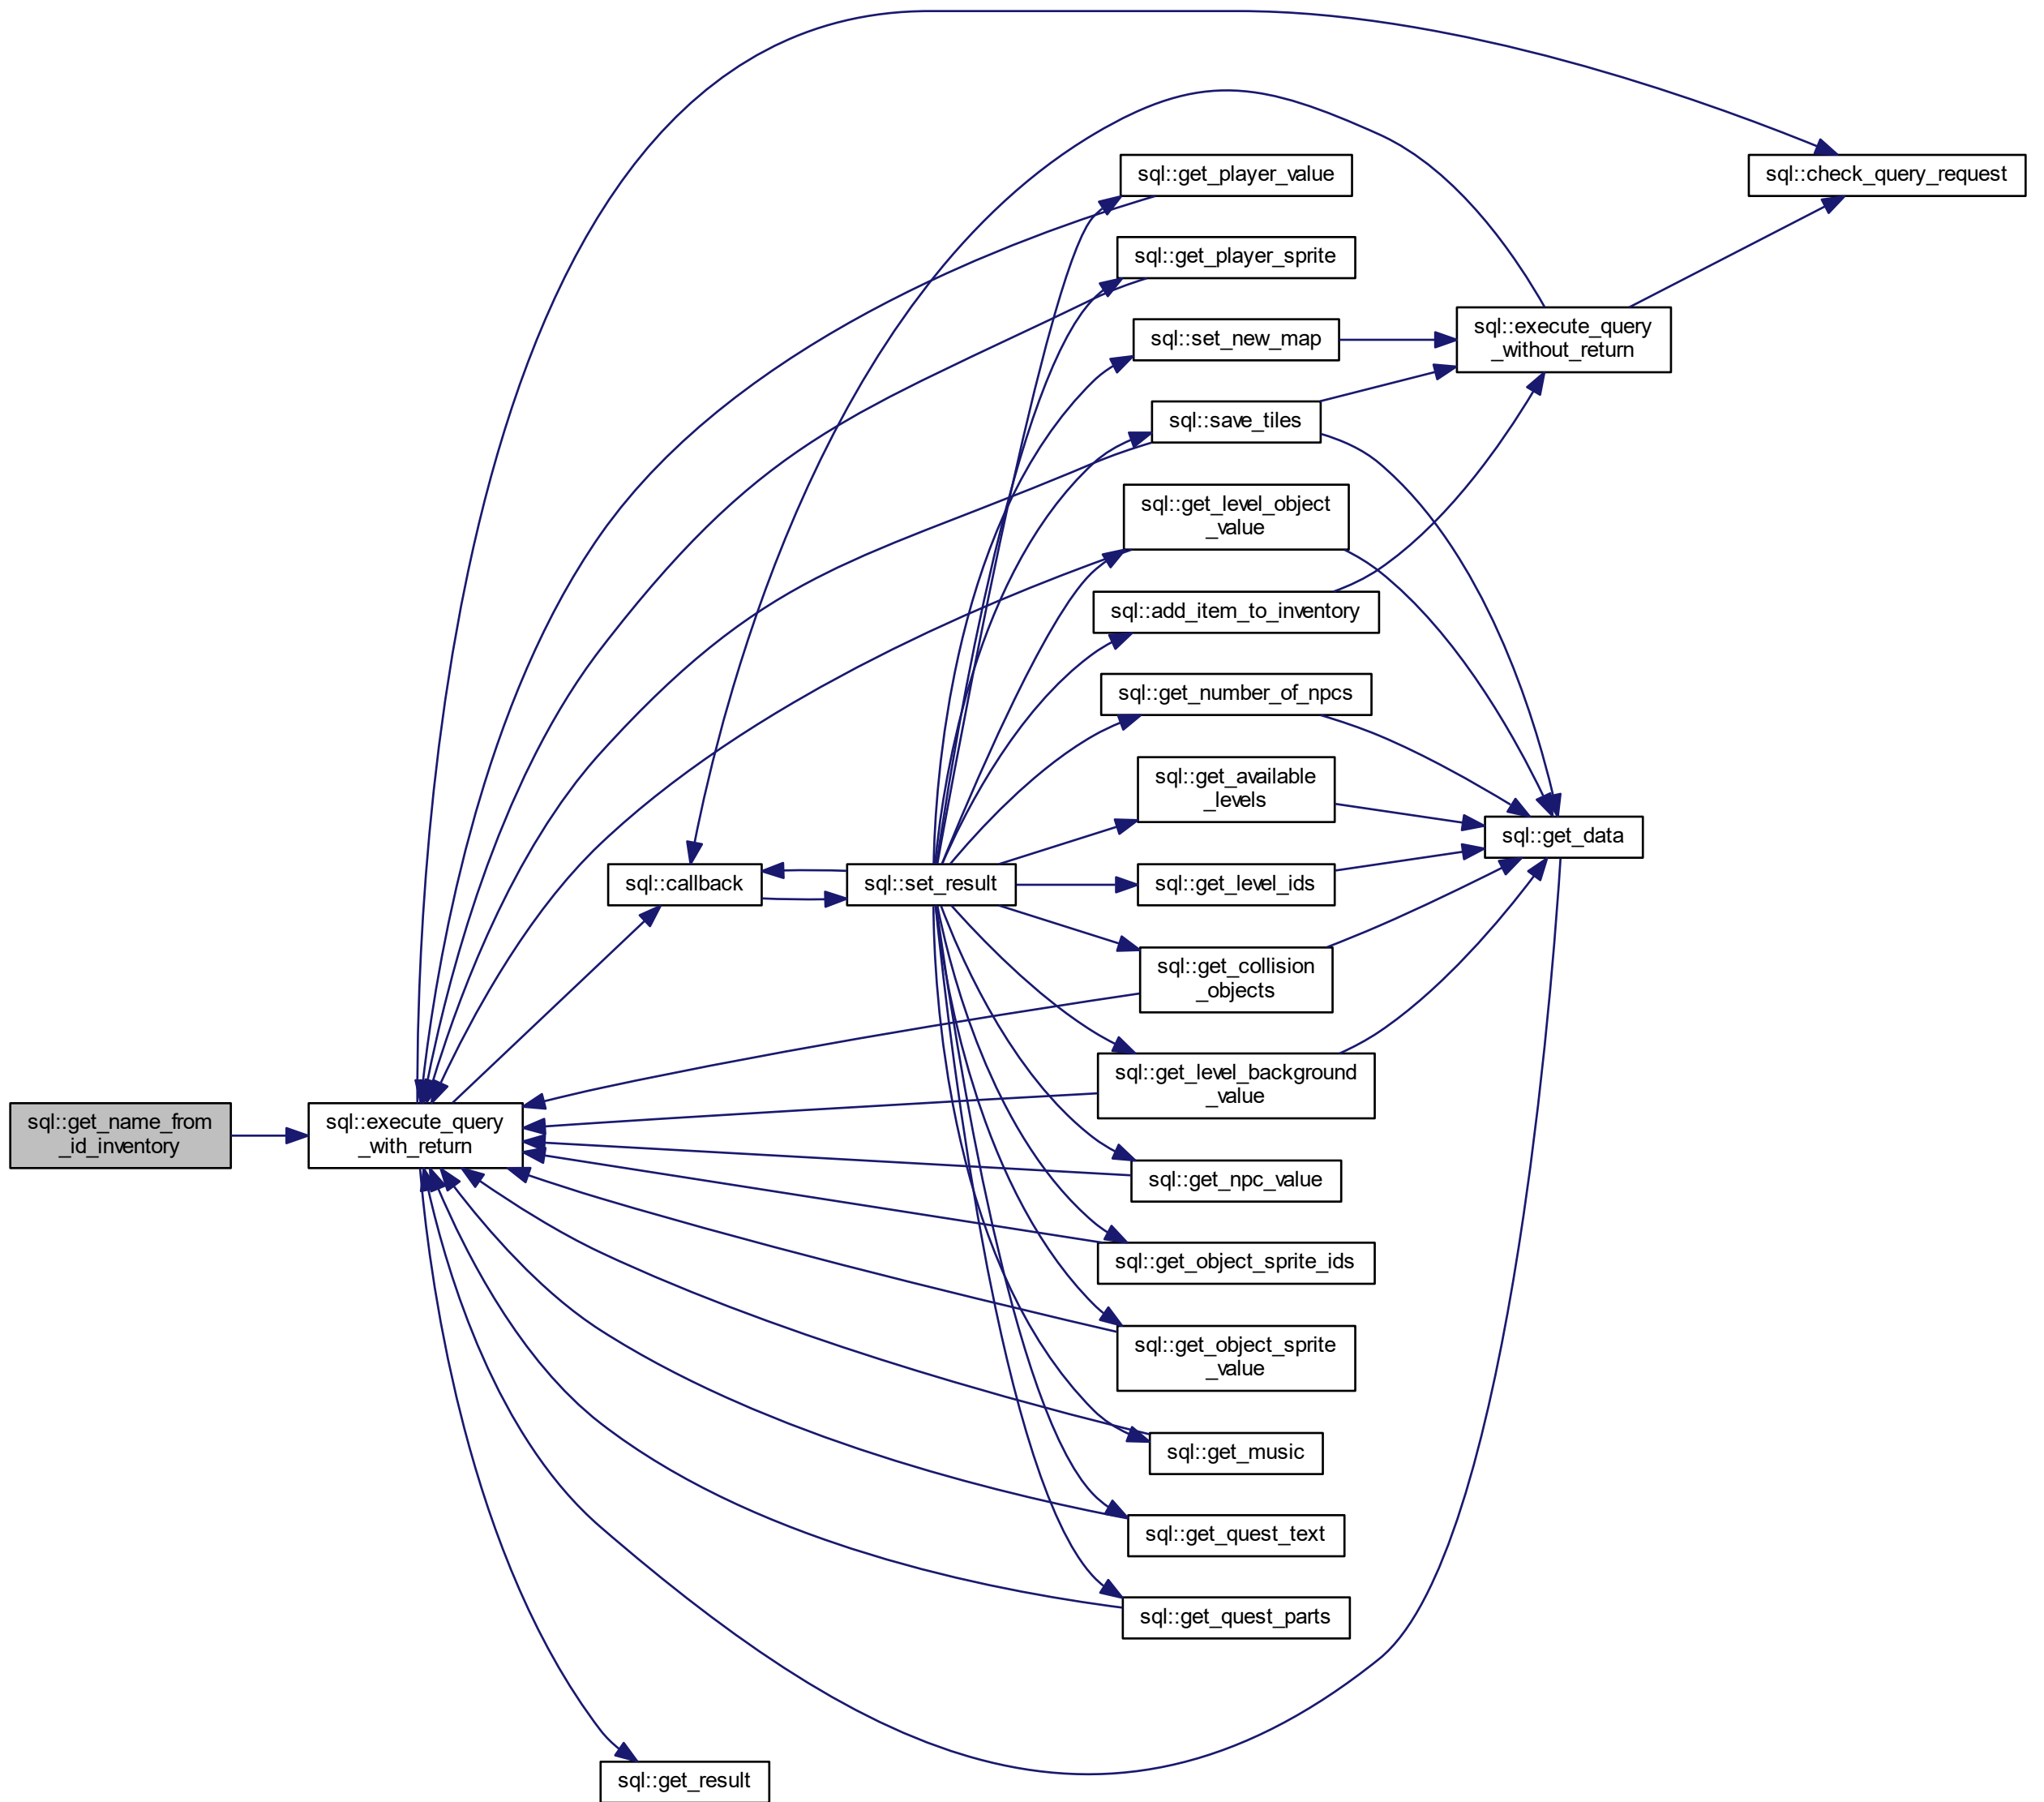 sql::get_player_value
sql::check_query_request
sql::get_player_sprite
sql::set_new_map
sql::execute_query
_without_return
sql::save_tiles
sql::get_level_object
_value
sql::add_item_to_inventory
sql::get_number_of_npcs
sql::get_available
_levels
sql::get_data
sql::callback
sql::set_result
sql::get_level_ids
sql::get_collision
_objects
sql::get_level_background
_value
sql::get_name_from
_id_inventory
sql::execute_query
_with_return
sql::get_npc_value
sql::get_object_sprite_ids
sql::get_object_sprite
_value
sql::get_music
sql::get_quest_text
sql::get_quest_parts
sql::get_result